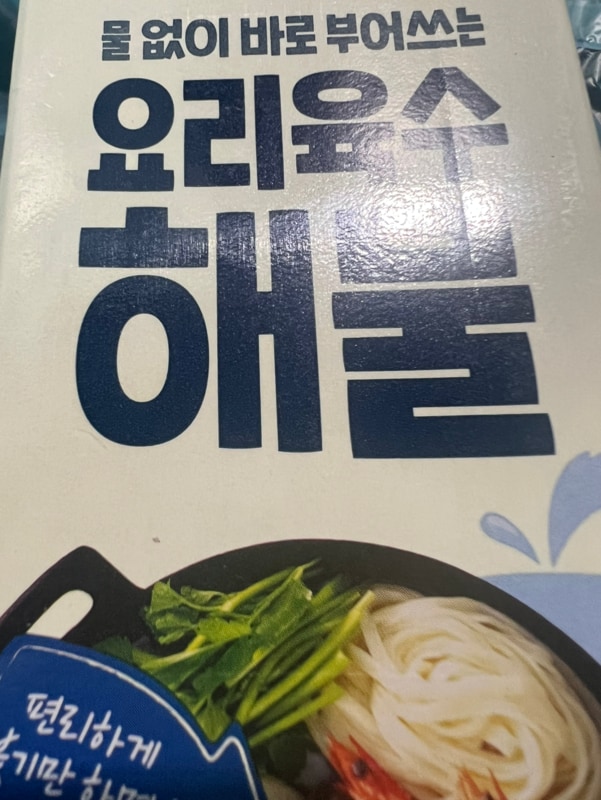 물 없이 바로 부어쓰는
요리육수
해물
편리하게